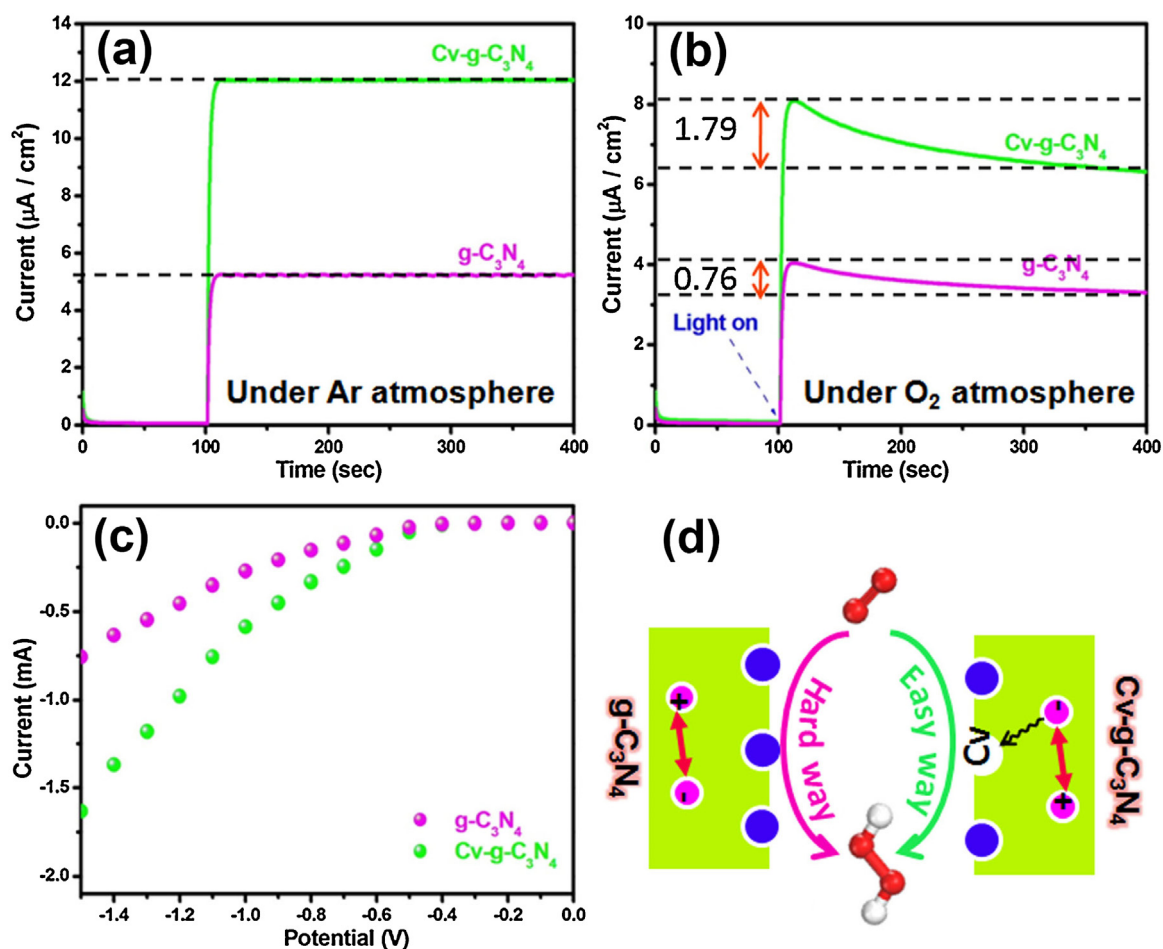 (a)
Cv-g-C₃N₄
g-C₃N₄
Under Ar atmosphere
Current (μA / cm²)
14
12
10
8
6
4
2
0
0
100
200
300
400
Time (sec)
(b)
1.79
Cv-g-C₃N₄
0.76
g-C₃N₄
Light on
Under O₂ atmosphere
Current (μA / cm²)
10
8
6
4
2
0
0
100
200
300
400
Time (sec)
(c)
g-C₃N₄
Cv-g-C₃N₄
Current (mA)
0.0
-0.5
-1.0
-1.5
-2.0
-1.4
-1.2
-1.0
-0.8
-0.6
-0.4
-0.2
0.0
Potential (V)
(d)
g-C₃N₄
+
-
Hard way
Easy way
Cv
-
+
Cv-g-C₃N₄